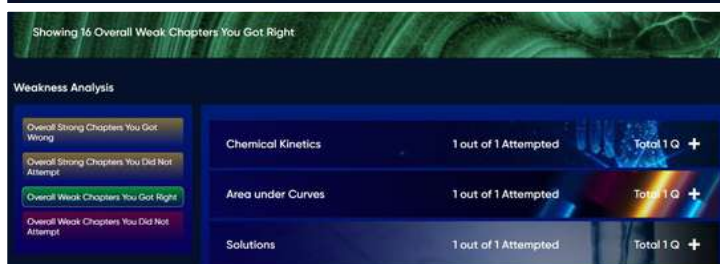 Showing 16 Overall Weak Chapters You Got Right
Weakness Analysis
Overall Strong Chapters You Got
Wrong
Overall Strong Chapters You Did Not
Attempt
Overall Weak Chapters You Got Right
Overall Weak Chapters You Did Not
Attempt
Chemical Kinetics 1 out of 1 Attempted Total 1 Q +
Area under Curves 1 out of 1 Attempted Total 1 Q +
Solutions 1 out of 1 Attempted Total 1 Q +